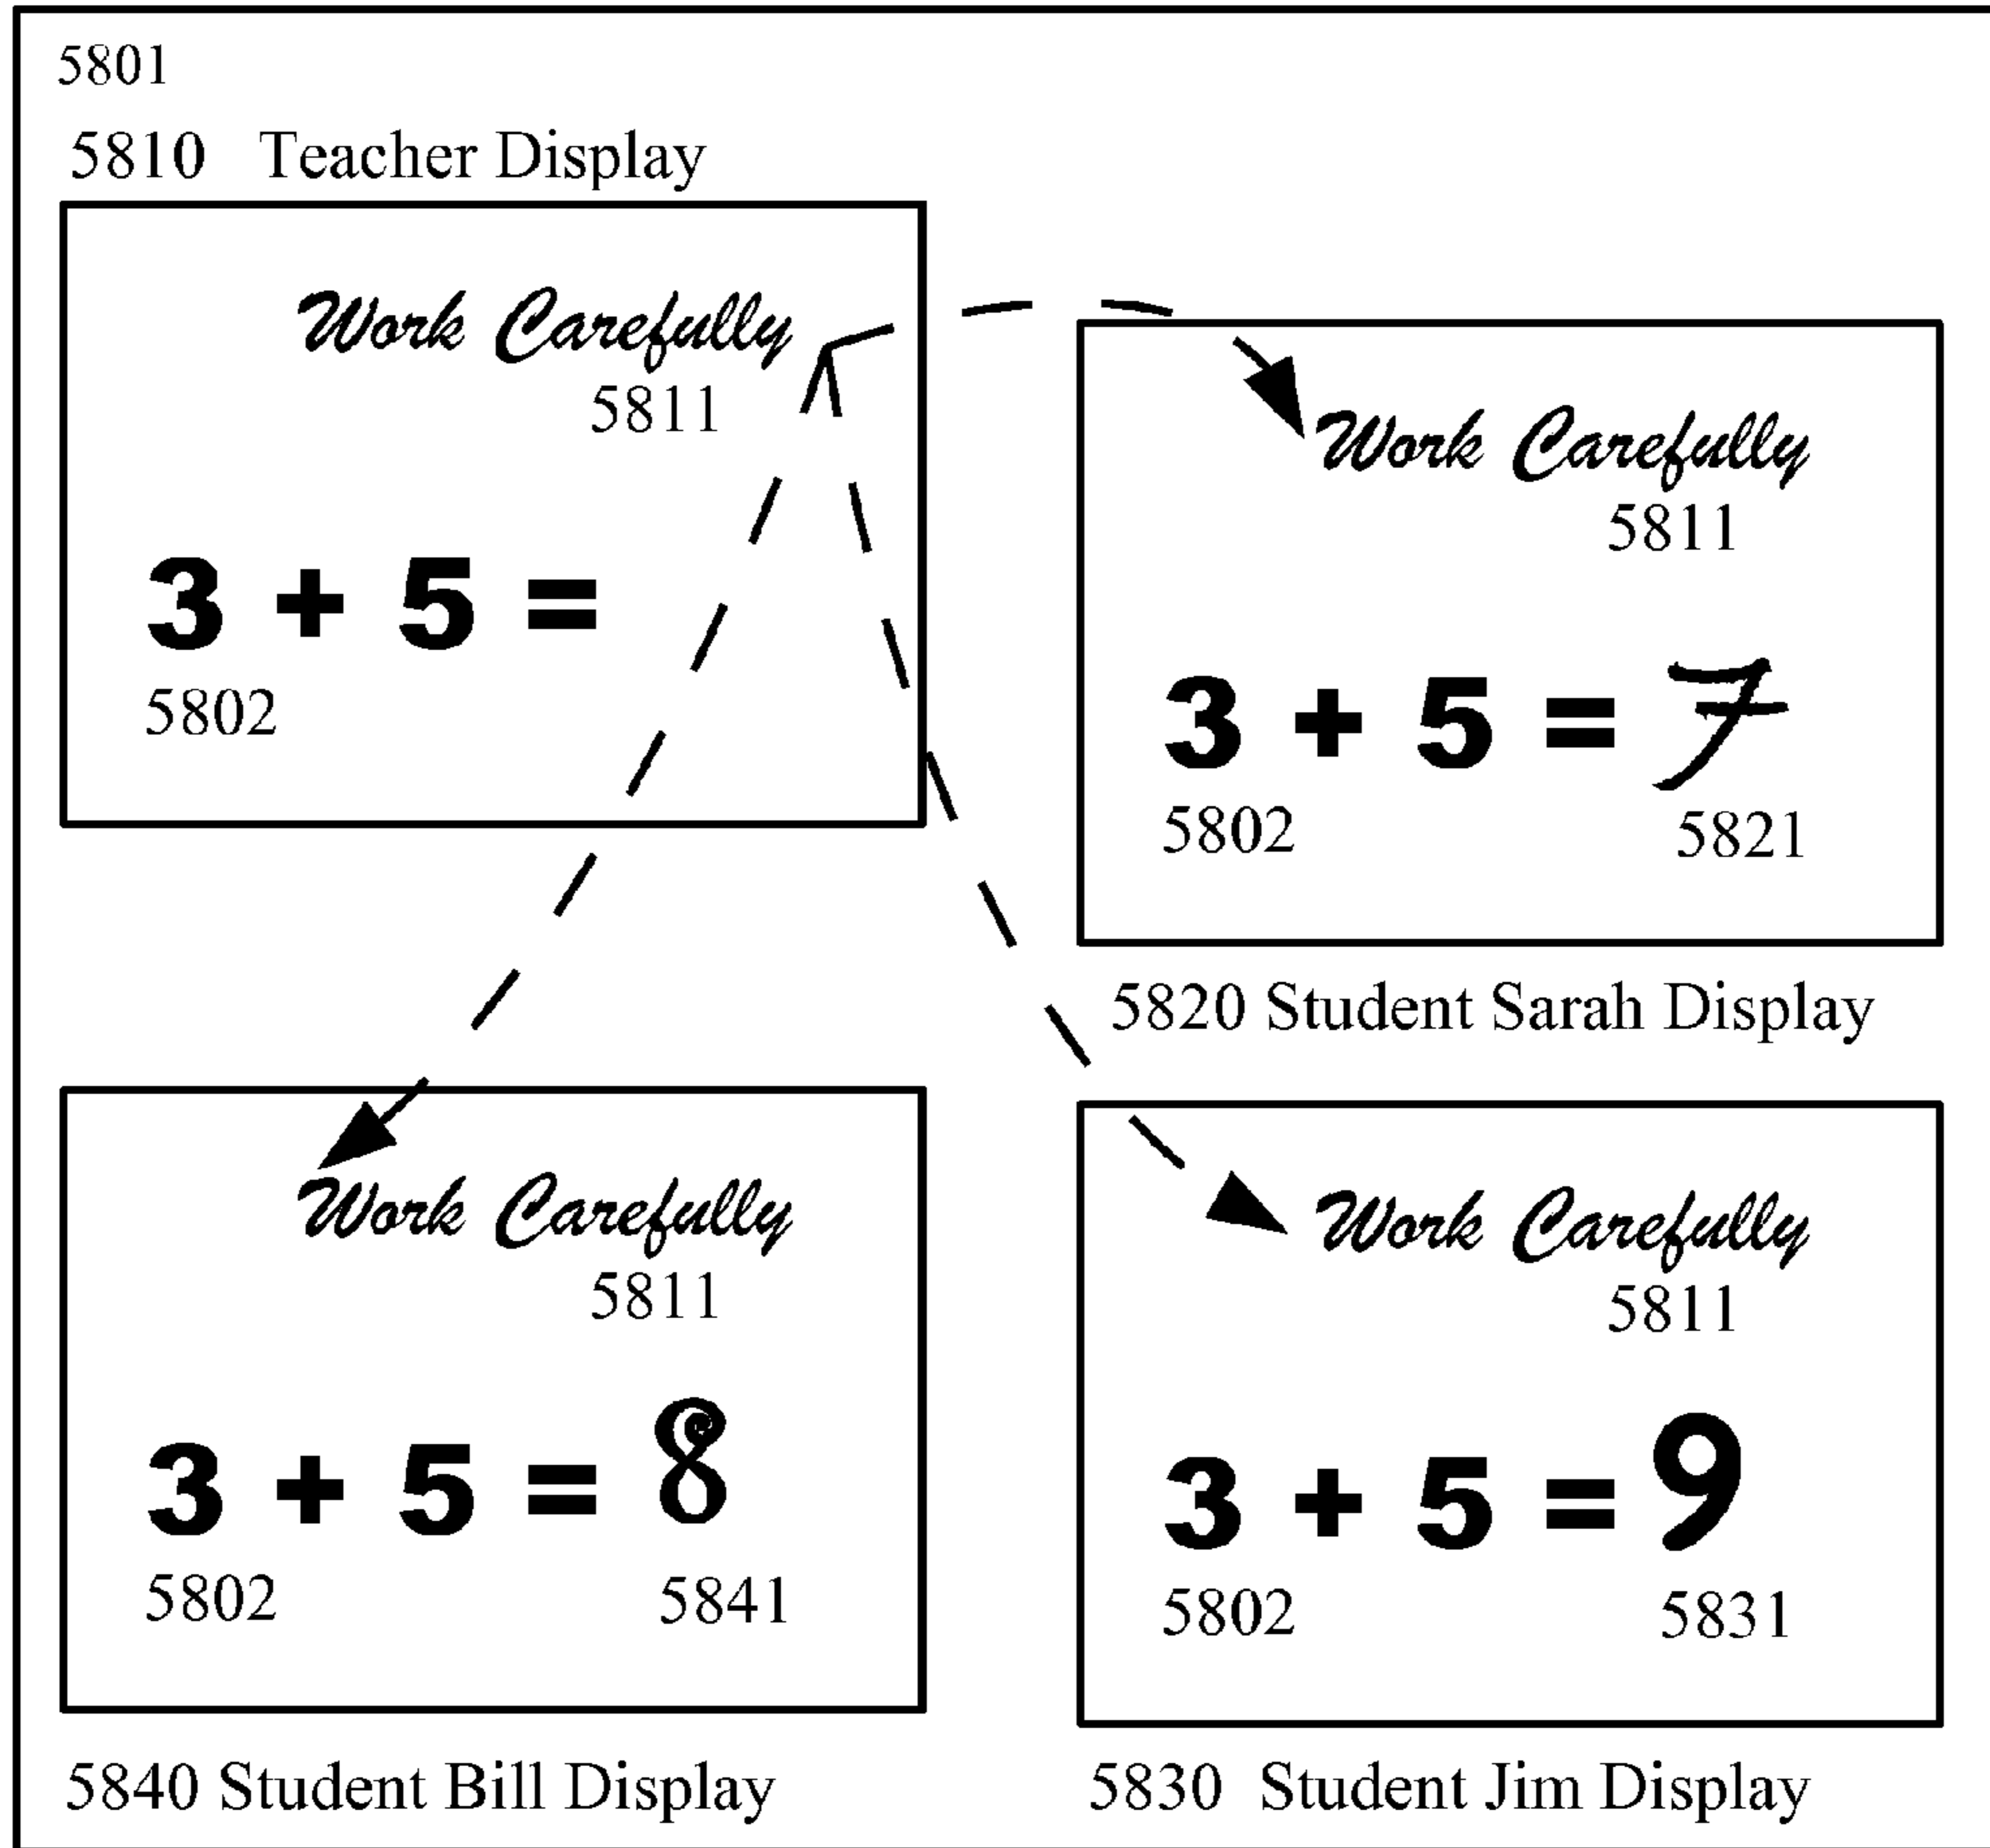 5801
5810 Teacher Display
Work Carefully
5811
3 + 5 =
5802
Work Carefully
5811
3 + 5 = 7
5802 5821
5820 Student Sarah Display
Work Carefully
5811
3 + 5 = 8
5802 5841
5840 Student Bill Display
Work Carefully
5811
3 + 5 = 9
5802 5831
5830 Student Jim Display